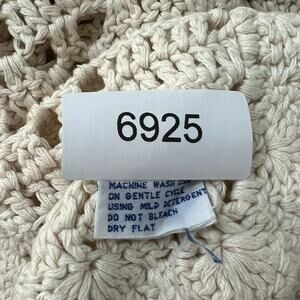 6925
MACHINE WASH
ON GENTLE CYCLE
USING MILD DETERGENT
DO NOT BLEACH
DRY FLAT